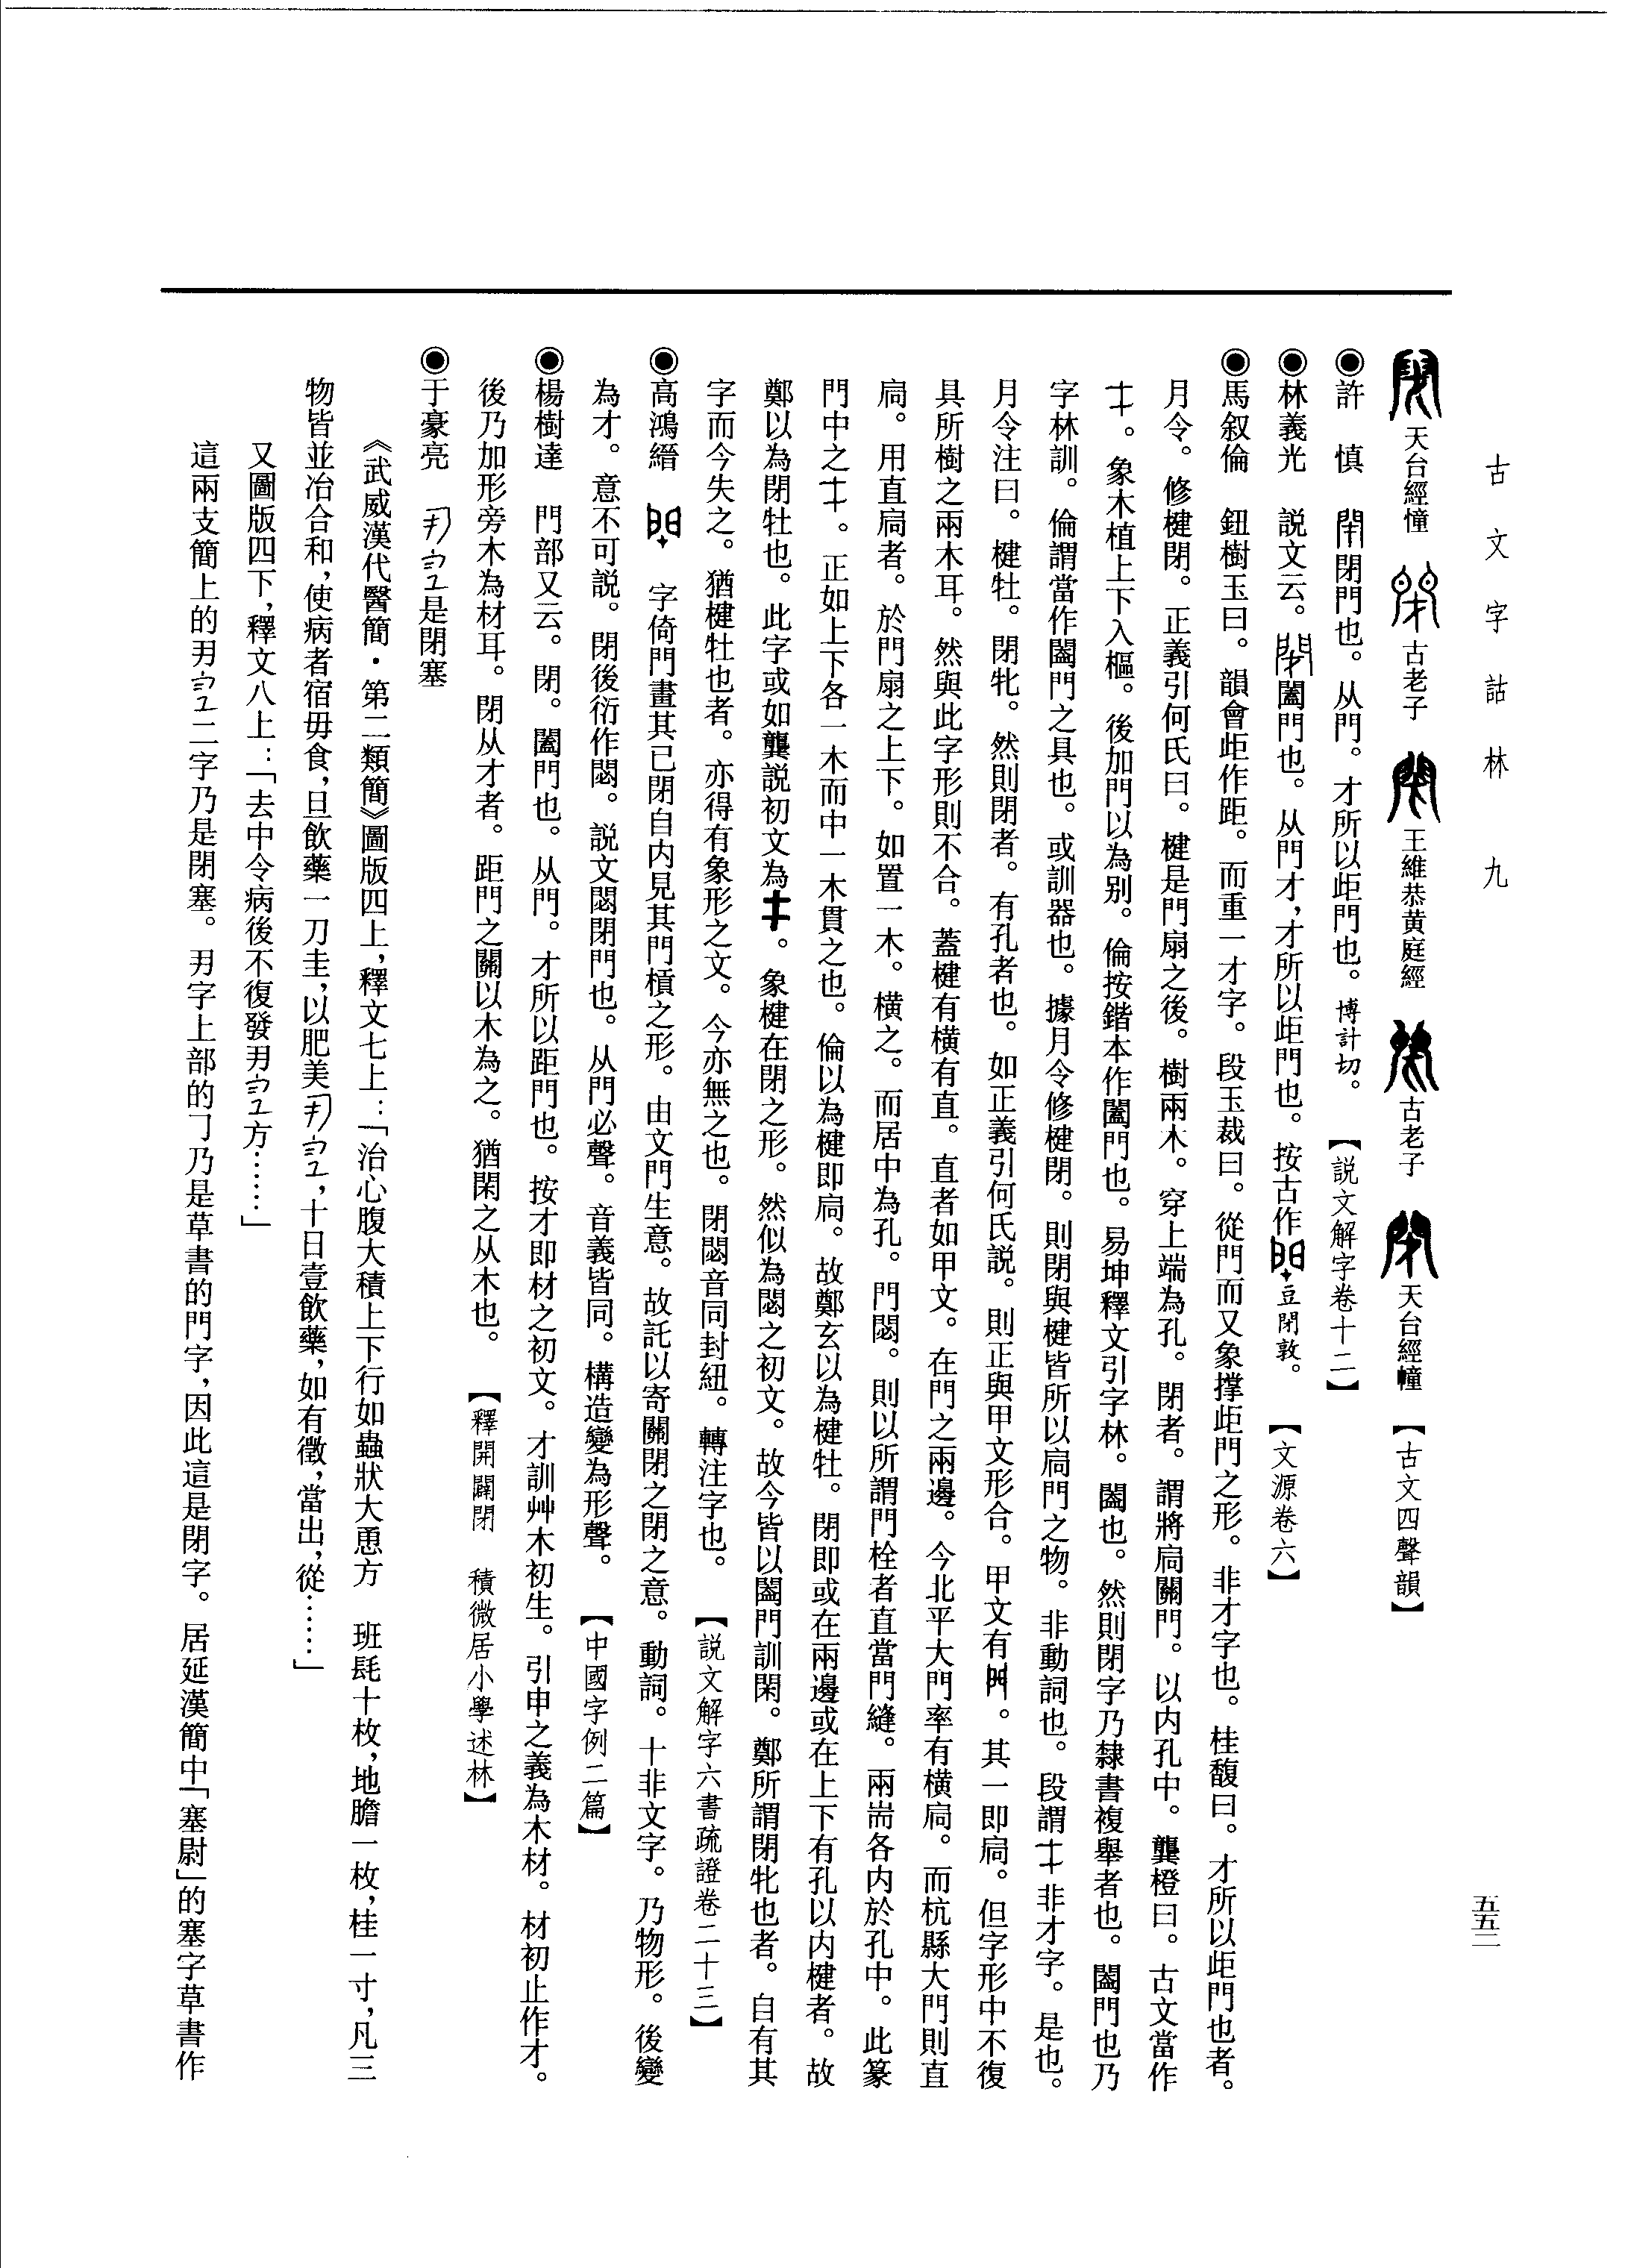 古文字詁林 九
五五二
天台經幢 古老子 王維恭黄庭經 古老子 天台經幢 【古文四聲韻】
◉許 慎 閉門也。从門。才所以歫門也。博計切。 【説文解字卷十二】
◉林義光 説文云。闔門也。从門才,才所以歫門也。按古作豆閉敦。 【文源卷六】
◉馬叙倫 鈕樹玉曰。韻會歫作距。而重一才字。段玉裁曰。從門而又象撑歫門之形。非才字也。桂馥曰。才所以歫門也者。
月令。修楗閉。正義引何氏曰。楗是門扇之後。樹兩木。穿上端為孔。閉者。謂將扃關門。以内孔中。龔橙曰。古文當作
。象木植上下入樞。後加門以為别。倫按鍇本作闔門也。易坤釋文引字林。闔也。然則閉字乃隸書複舉者也。闔門也乃
字林訓。倫謂當作闔門之具也。或訓器也。據月令修楗閉。則閉與楗皆所以扃門之物。非動詞也。段謂非才字。是也。
月令注曰。楗牡。閉牝。然則閉者。有孔者也。如正義引何氏説。則正與甲文形合。甲文有。其一即扃。但字形中不復
具所樹之兩木耳。然與此字形則不合。蓋楗有横有直。直者如甲文。在門之兩邊。今北平大門率有横扃。而杭縣大門則直
扃。用直扃者。於門扇之上下。如置一木。横之。而居中為孔。門閟。則以所謂門栓者直當門縫。兩耑各内於孔中。此篆
門中之。正如上下各一木而中一木貫之也。倫以為楗即扃。故鄭玄以為楗牡。閉即或在兩邊或在上下有孔以内楗者。故
鄭以為閉牡也。此字或如龔説初文為。象楗在閉之形。然似為閟之初文。故今皆以闔門訓閑。鄭所謂閉牝也者。自有其
字而今失之。猶楗牡也者。亦得有象形之文。今亦無之也。閉閟音同封紐。轉注字也。 【説文解字六書疏證卷二十三】
◉高鴻縉 字倚門畫其已閉自内見其門槓之形。由文門生意。故託以寄關閉之閉之意。動詞。十非文字。乃物形。後變
為才。意不可説。閉後衍作閟。説文閟閉門也。从門必聲。音義皆同。構造變為形聲。 【中國字例二篇】
◉楊樹達 門部又云。閉。闔門也。从門。才所以距門也。按才即材之初文。才訓艸木初生。引申之義為木材。材初止作才。
後乃加形旁木為材耳。閉从才者。距門之關以木為之。猶閑之从木也。 【釋開闢閉 積微居小學述林】
◉于豪亮 是閉塞
《武威漢代醫簡·第二類簡》圖版四上,釋文七上:「治心腹大積上下行如蟲狀大恿方 班髦十枚,地膽一枚,桂一寸,凡三
物皆並冶合和,使病者宿毋食,旦飲藥一刀圭,以肥美,十日壹飲藥,如有徵,當出,從……」
又圖版四下,釋文八上:「去中令病後不復發方……」
這兩支簡上的二字乃是閉塞。字上部的乃是草書的門字,因此這是閉字。居延漢簡中「塞尉」的塞字草書作